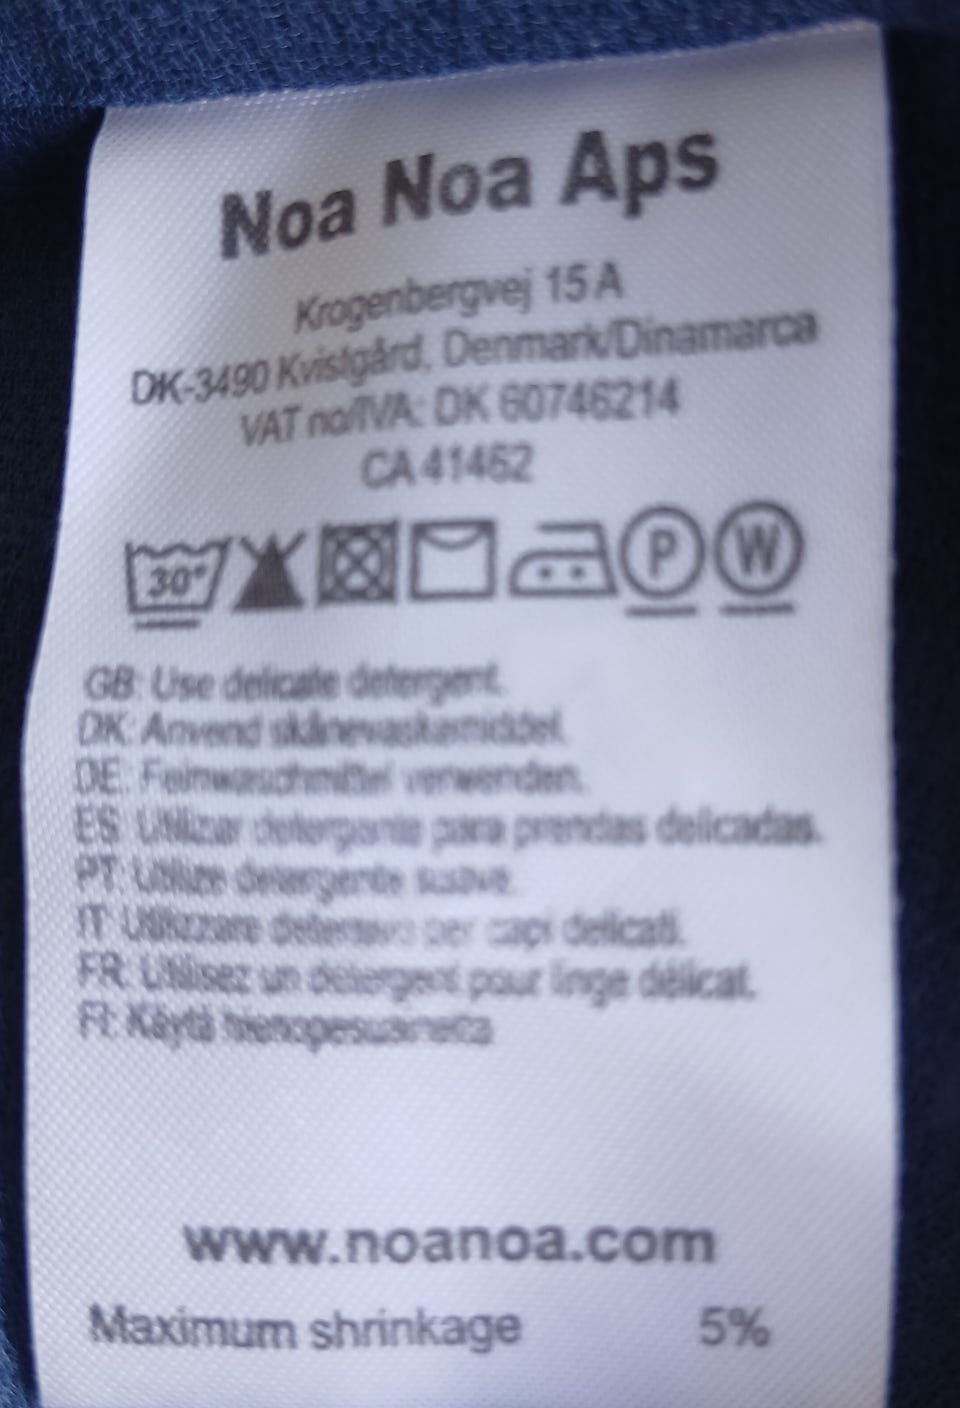 Noa Noa Aps
Krogenbergvej 15 A
DK-3490 Kvistgård, Denmark/Dinamarca
VAT no/IVA: DK 60746214
CA 41462
30° P W
GB: Use delicate detergent.
DK: Anvend skånevaskemiddel.
DE: Feinwaschmittel verwenden.
ES: Utilizar detergente para prendas delicadas.
PT: Utilize detergente suave.
IT: Utilizzare detersivo per capi delicati.
FR: Utilisez un détergent pour linge délicat.
FI: Käytä hienopesuainetta
www.noanoa.com
Maximum shrinkage 5%